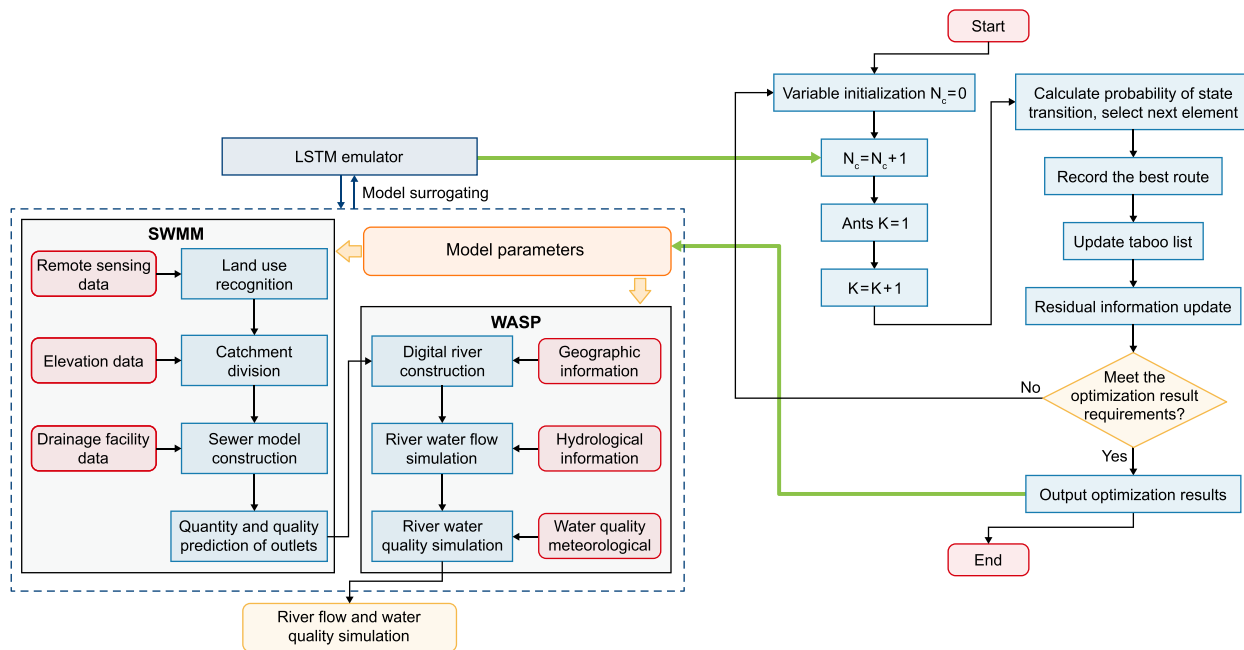 LSTM emulator
Model surrogating
SWMM
Model parameters
Remote sensing
data
Land use
recognition
Elevation data
Catchment
division
Drainage facility
data
Sewer model
construction
Quantity and quality
prediction of outlets
WASP
Digital river
construction
Geographic
information
River water flow
simulation
Hydrological
information
River water
quality simulation
Water quality
meteorological
River flow and water
quality simulation
Start
Variable initialization N_c=0
N_c=N_c+1
Ants K=1
K=K+1
Calculate probability of state
transition, select next element
Record the best route
Update taboo list
Residual information update
Meet the
optimization result
requirements?
No
Yes
Output optimization results
End